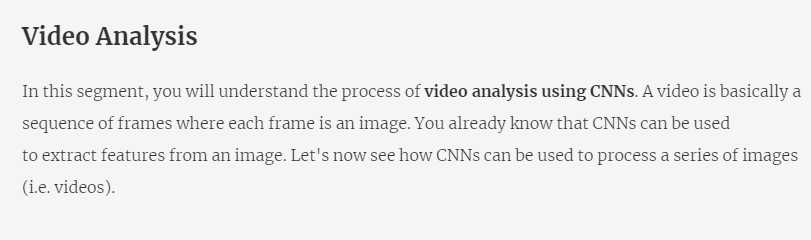 Video Analysis
In this segment, you will understand the process of video analysis using CNNs. A video is basically a
sequence of frames where each frame is an image. You already know that CNNs can be used
to extract features from an image. Let's now see how CNNs can be used to process a series of images
(i.e. videos).